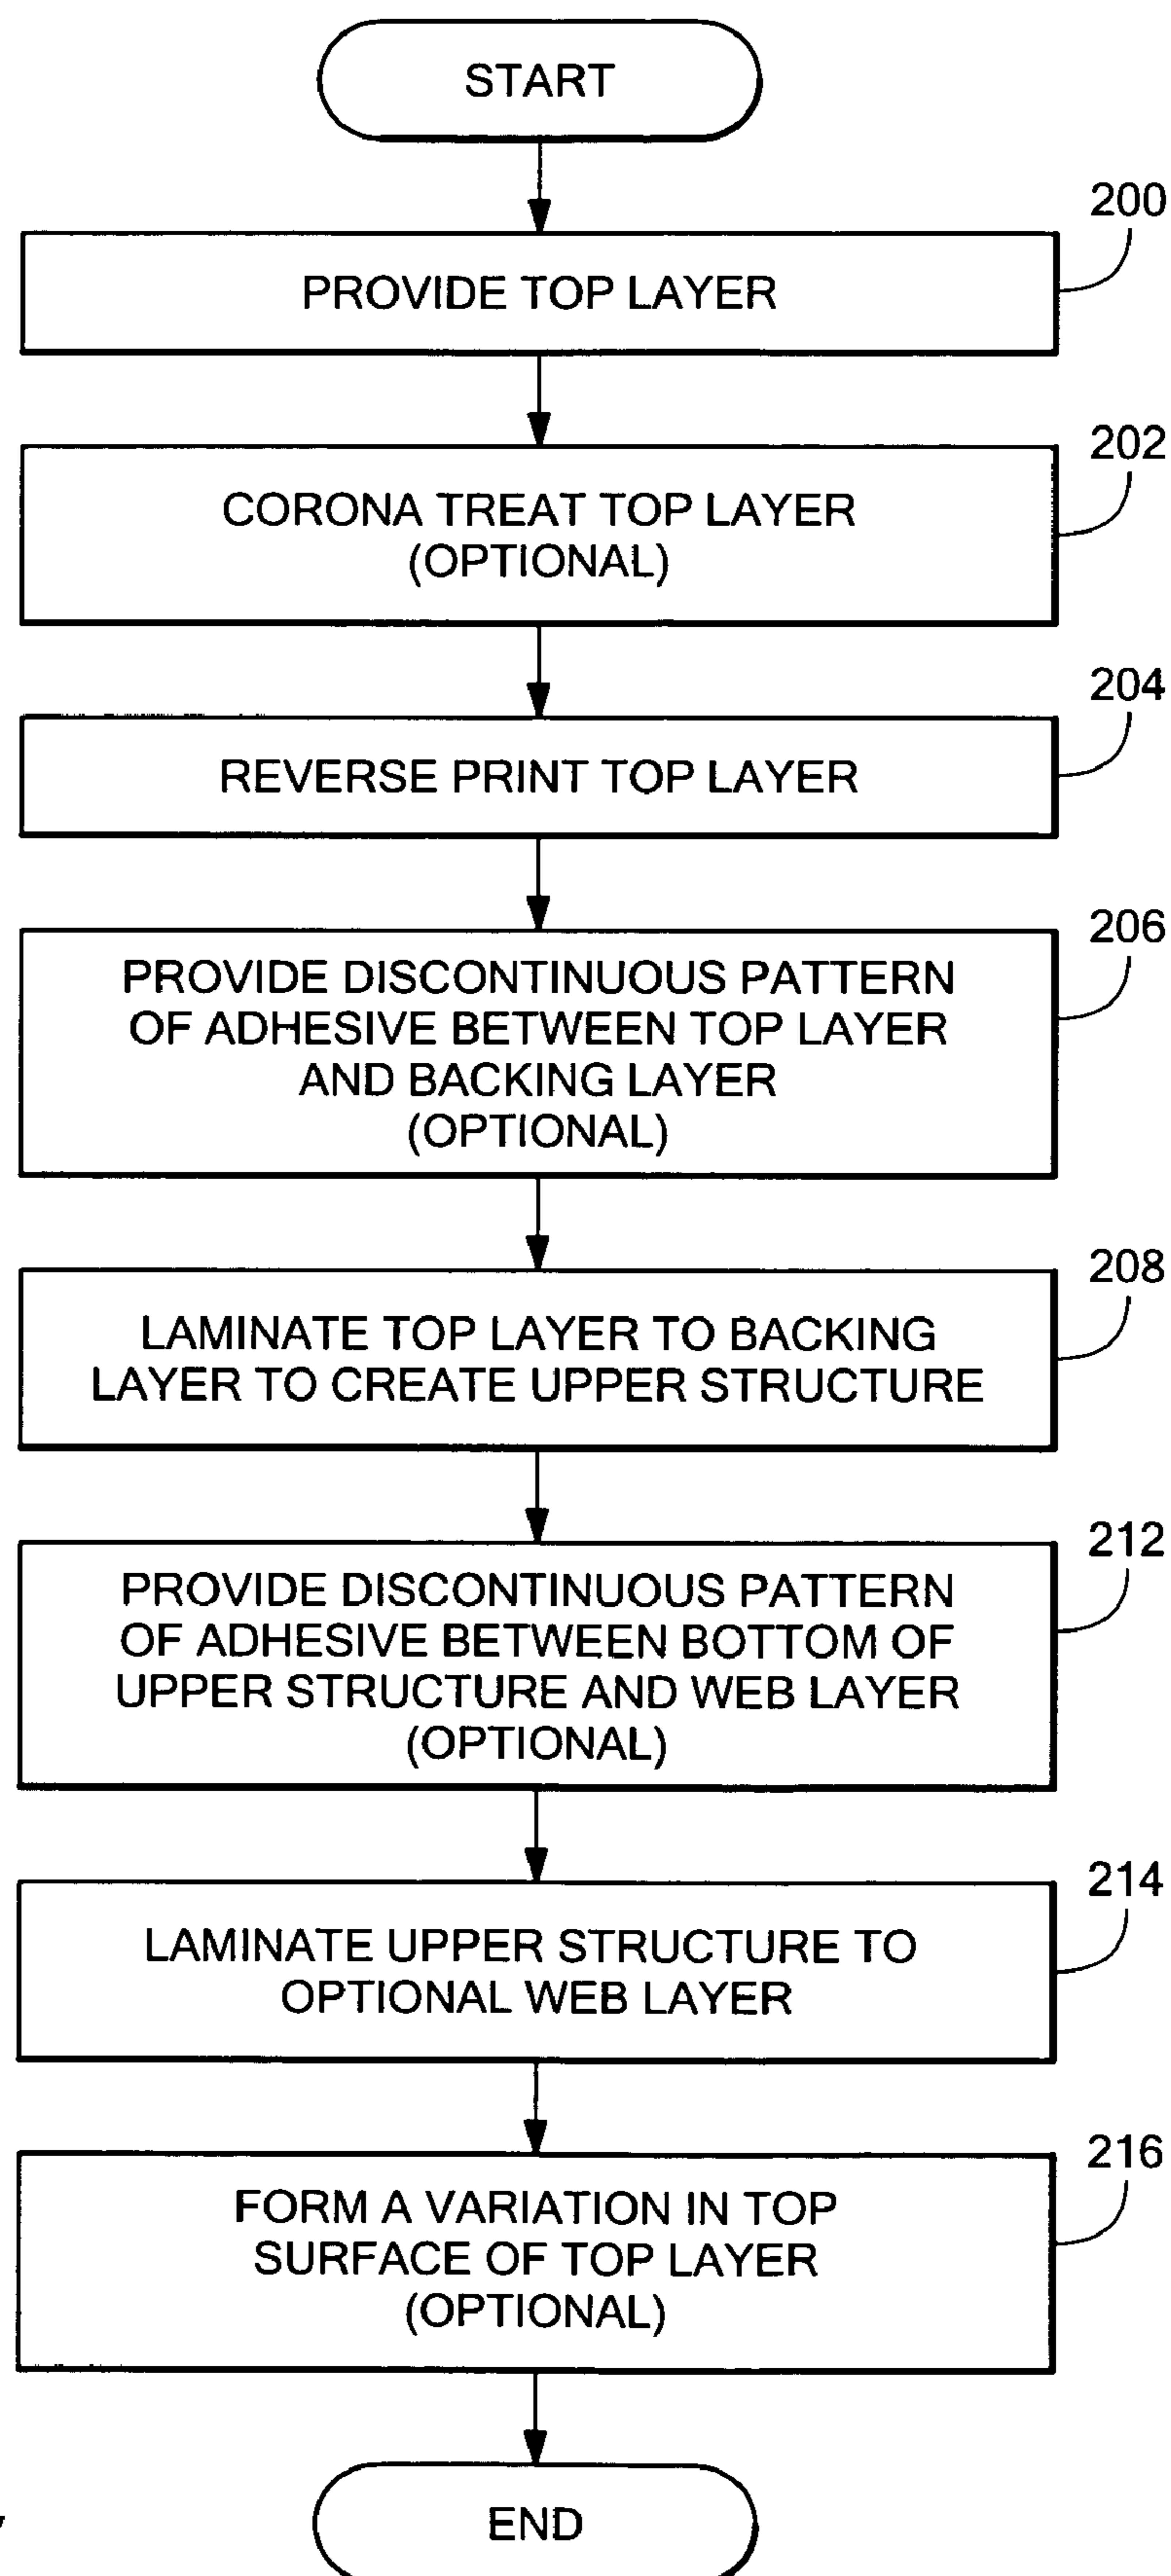 START
200
PROVIDE TOP LAYER
202
CORONA TREAT TOP LAYER
(OPTIONAL)
204
REVERSE PRINT TOP LAYER
206
PROVIDE DISCONTINUOUS PATTERN
OF ADHESIVE BETWEEN TOP LAYER
AND BACKING LAYER
(OPTIONAL)
208
LAMINATE TOP LAYER TO BACKING
LAYER TO CREATE UPPER STRUCTURE
212
PROVIDE DISCONTINUOUS PATTERN
OF ADHESIVE BETWEEN BOTTOM OF
UPPER STRUCTURE AND WEB LAYER
(OPTIONAL)
214
LAMINATE UPPER STRUCTURE TO
OPTIONAL WEB LAYER
216
FORM A VARIATION IN TOP
SURFACE OF TOP LAYER
(OPTIONAL)
END